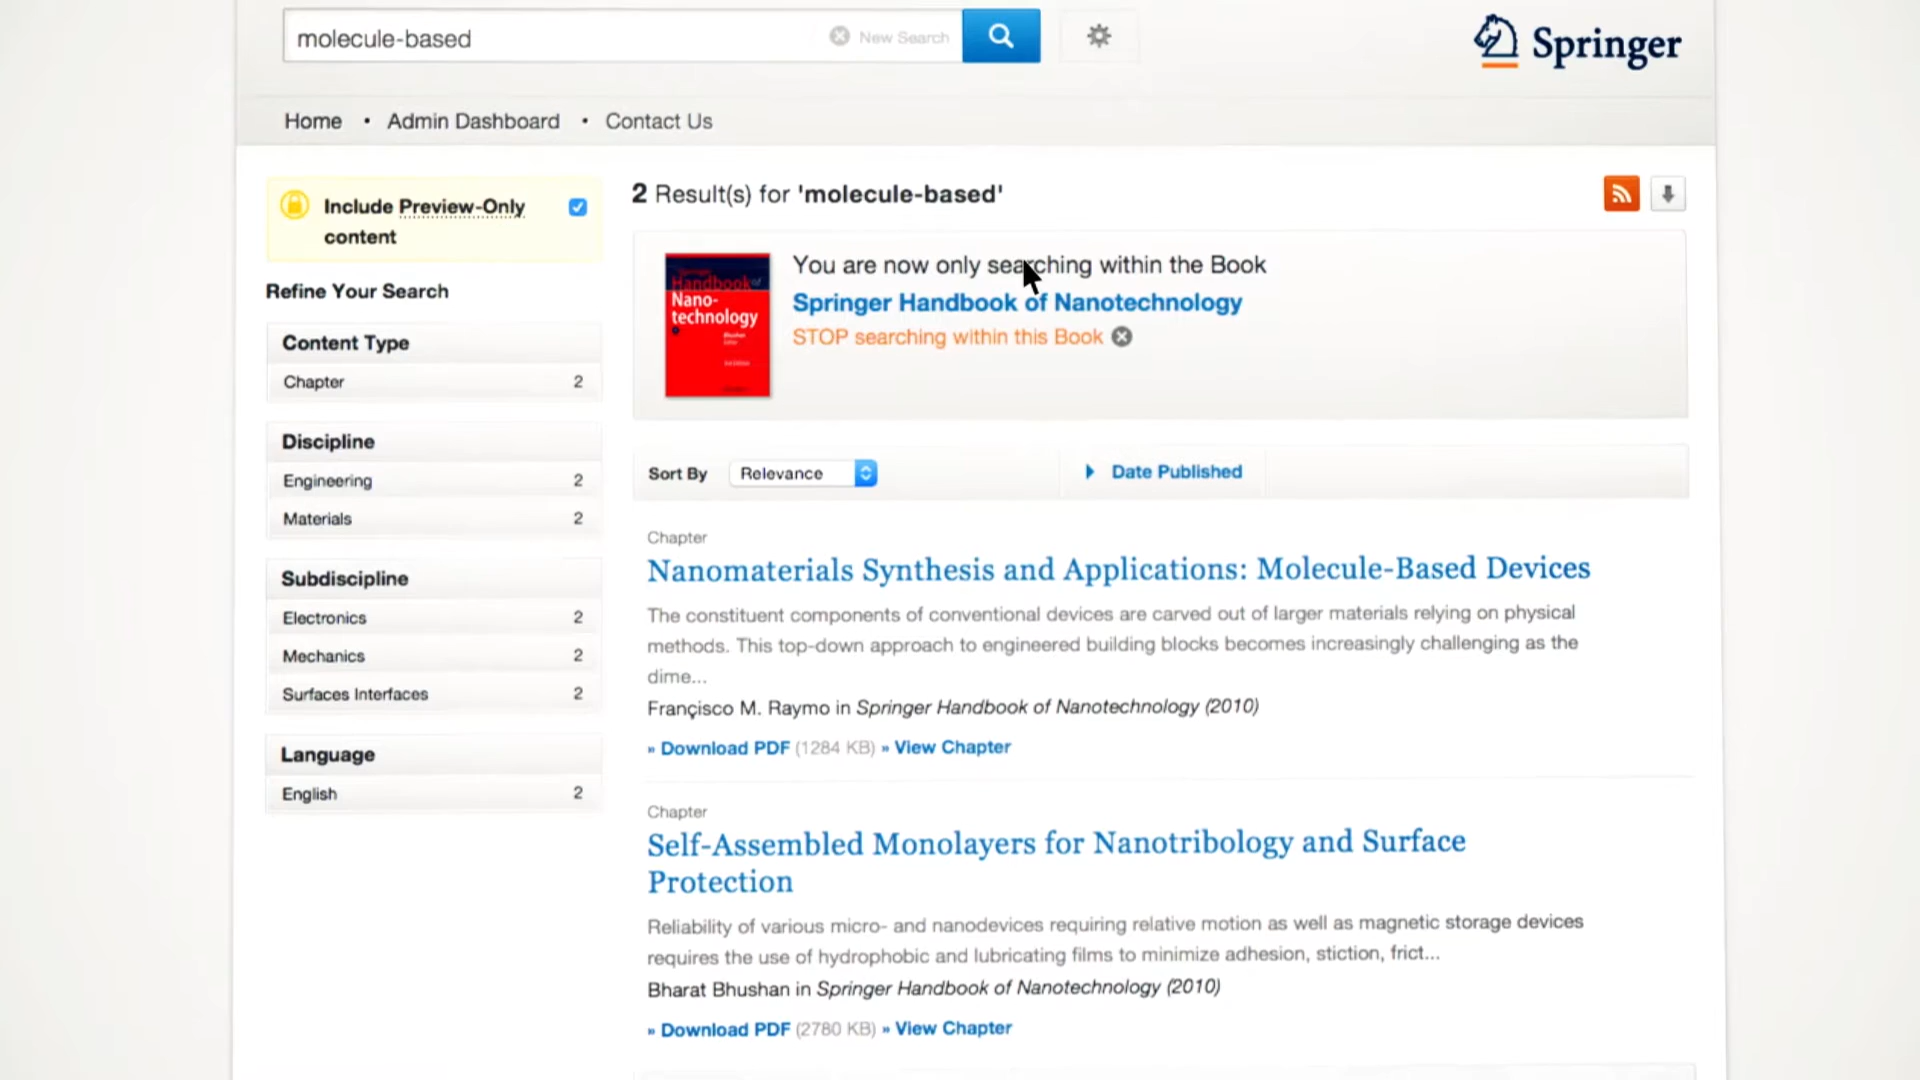 molecule-based
New Search
Springer
Home • Admin Dashboard • Contact Us
Include Preview-Only
content
Refine Your Search
Content Type
Chapter 2
Discipline
Engineering 2
Materials 2
Subdiscipline
Electronics 2
Mechanics 2
Surfaces Interfaces 2
Language
English 2
2 Result(s) for 'molecule-based'
Handbook of
Nano-
technology
You are now only searching within the Book
Springer Handbook of Nanotechnology
STOP searching within this Book
Sort By Relevance
Date Published
Chapter
Nanomaterials Synthesis and Applications: Molecule-Based Devices
The constituent components of conventional devices are carved out of larger materials relying on physical
methods. This top-down approach to engineered building blocks becomes increasingly challenging as the
dime...
Françisco M. Raymo in Springer Handbook of Nanotechnology (2010)
» Download PDF (1284 KB) » View Chapter
Chapter
Self-Assembled Monolayers for Nanotribology and Surface
Protection
Reliability of various micro- and nanodevices requiring relative motion as well as magnetic storage devices
requires the use of hydrophobic and lubricating films to minimize adhesion, stiction, frict...
Bharat Bhushan in Springer Handbook of Nanotechnology (2010)
» Download PDF (2780 KB) » View Chapter